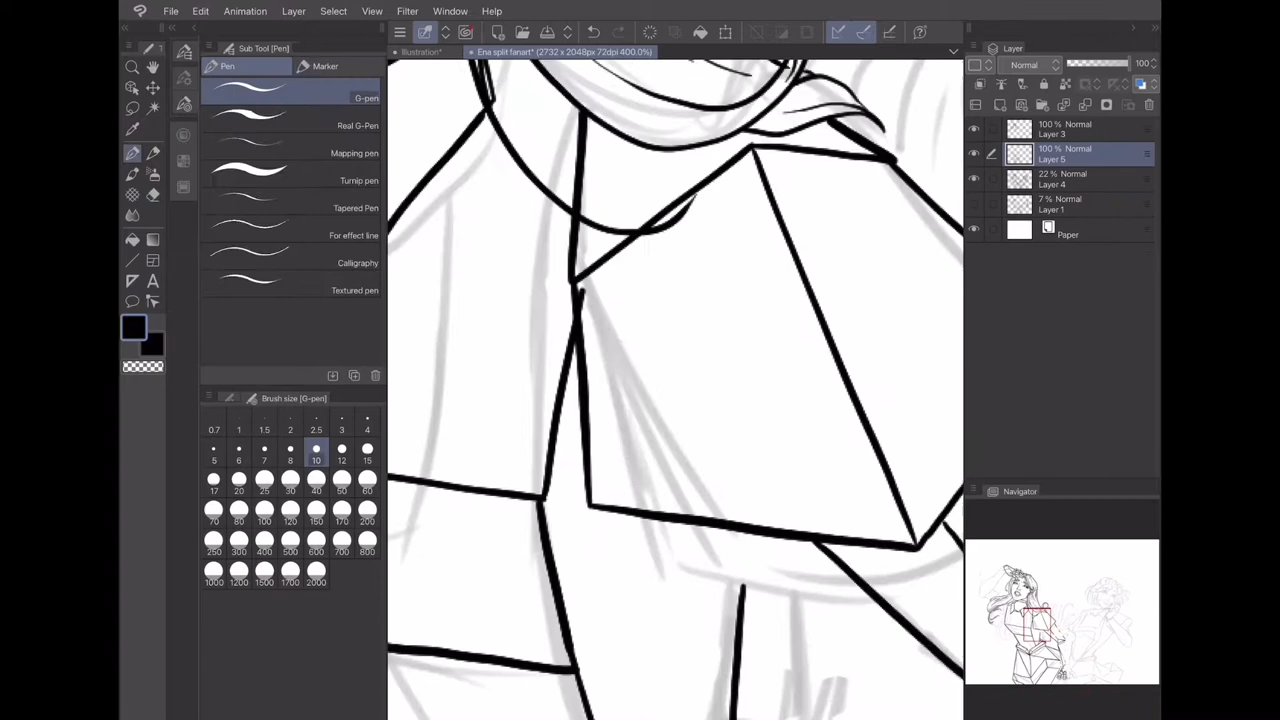 File Edit Animation Layer Select View Filter Window Help
Illustration*
Ena split fanart* (2732 x 2048px 72dpi 400.0%)
Sub Tool [Pen]
Pen
Marker
G-pen
Real G-Pen
Mapping pen
Turnip pen
Tapered Pen
For effect line
Calligraphy
Textured pen
Brush size [G-pen]
0.7 1 1.5 2 2.5 3 4
5 6 7 8 10 12 15
17 20 25 30 40 50 60
70 80 100 120 150 170 200
250 300 400 500 600 700 800
1000 1200 1500 1700 2000
Layer
Normal
100
100 % Normal
Layer 3
100 % Normal
Layer 5
22 % Normal
Layer 4
7 % Normal
Layer 1
Paper
Navigator